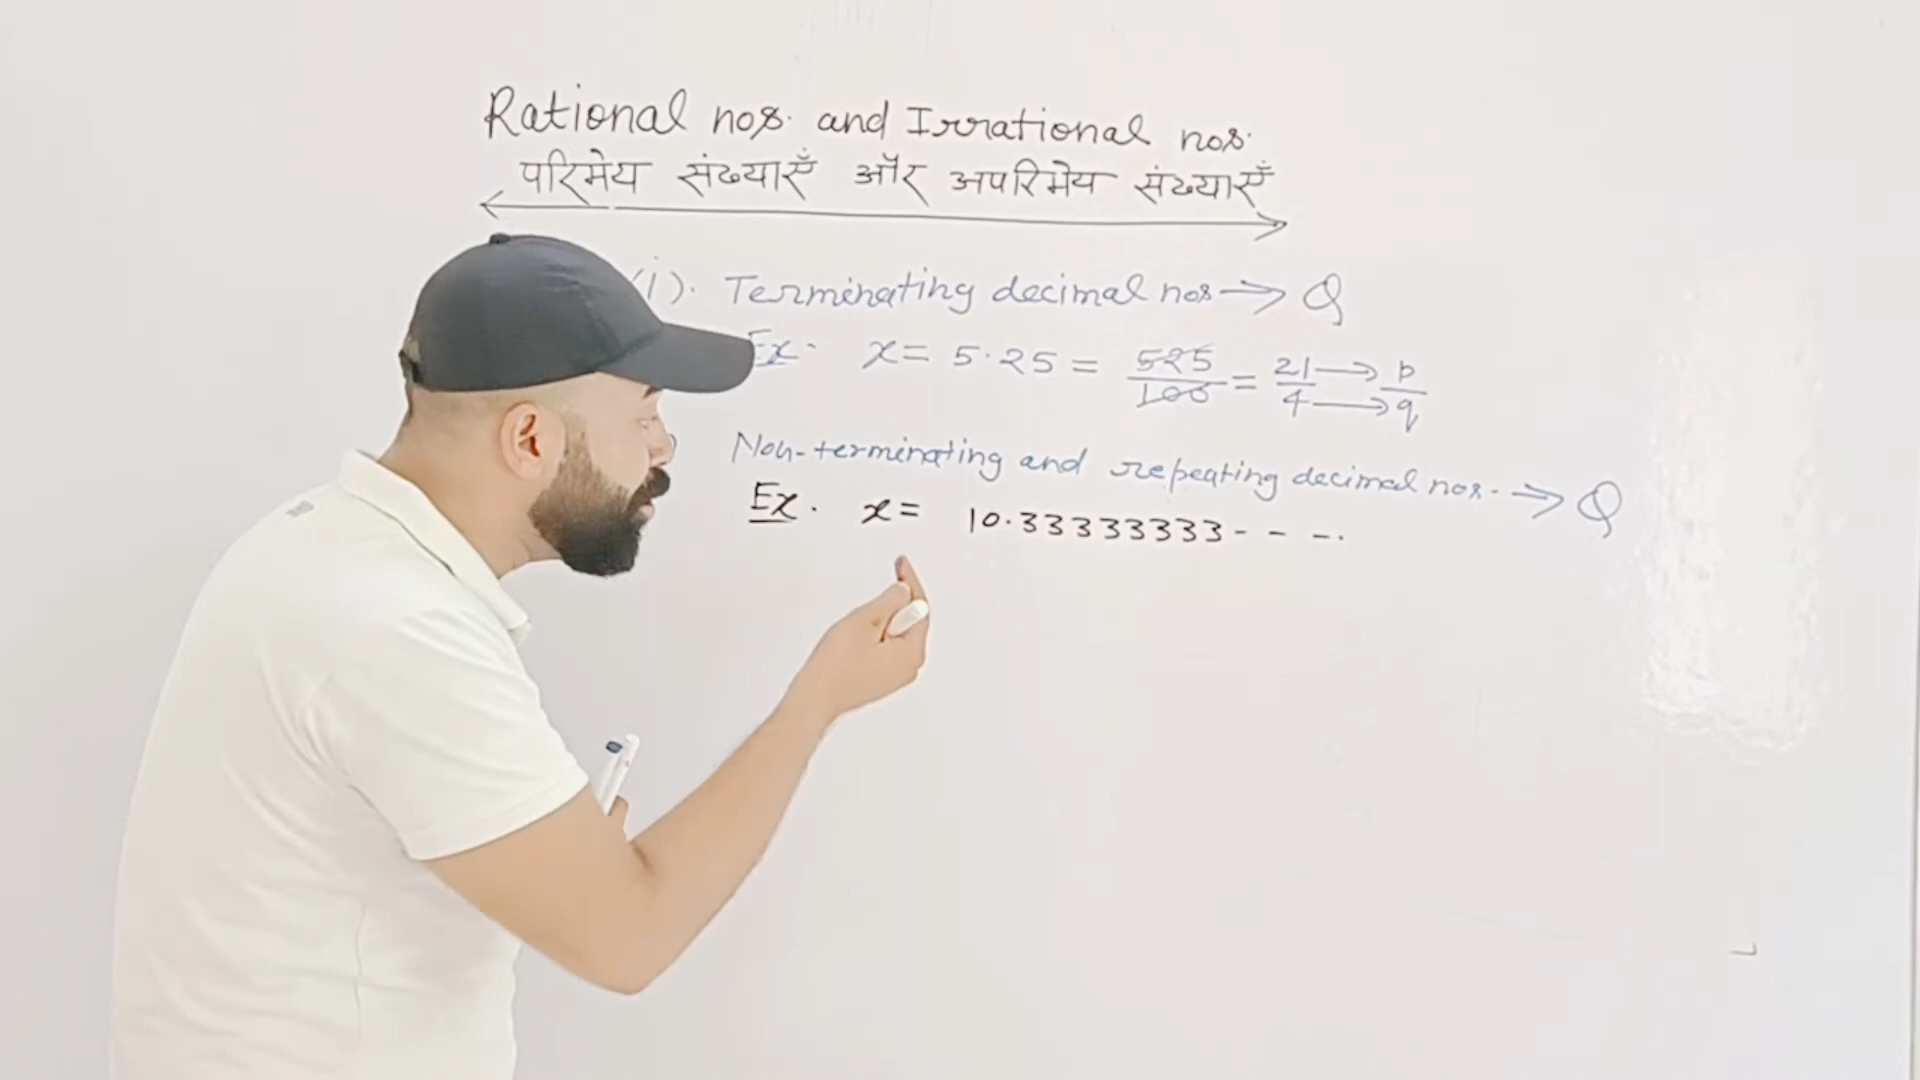 Rational nos. and Irrational nos.
परिमेय संख्याएँ और अपरिमेय संख्याएँ
(i). Terminating decimal nos → Q
Ex. x = 5.25 = 525/100 = 21/4 → p/q
Non-terminating and repeating decimal nos. → Q
Ex. x = 10.33333333- - -.